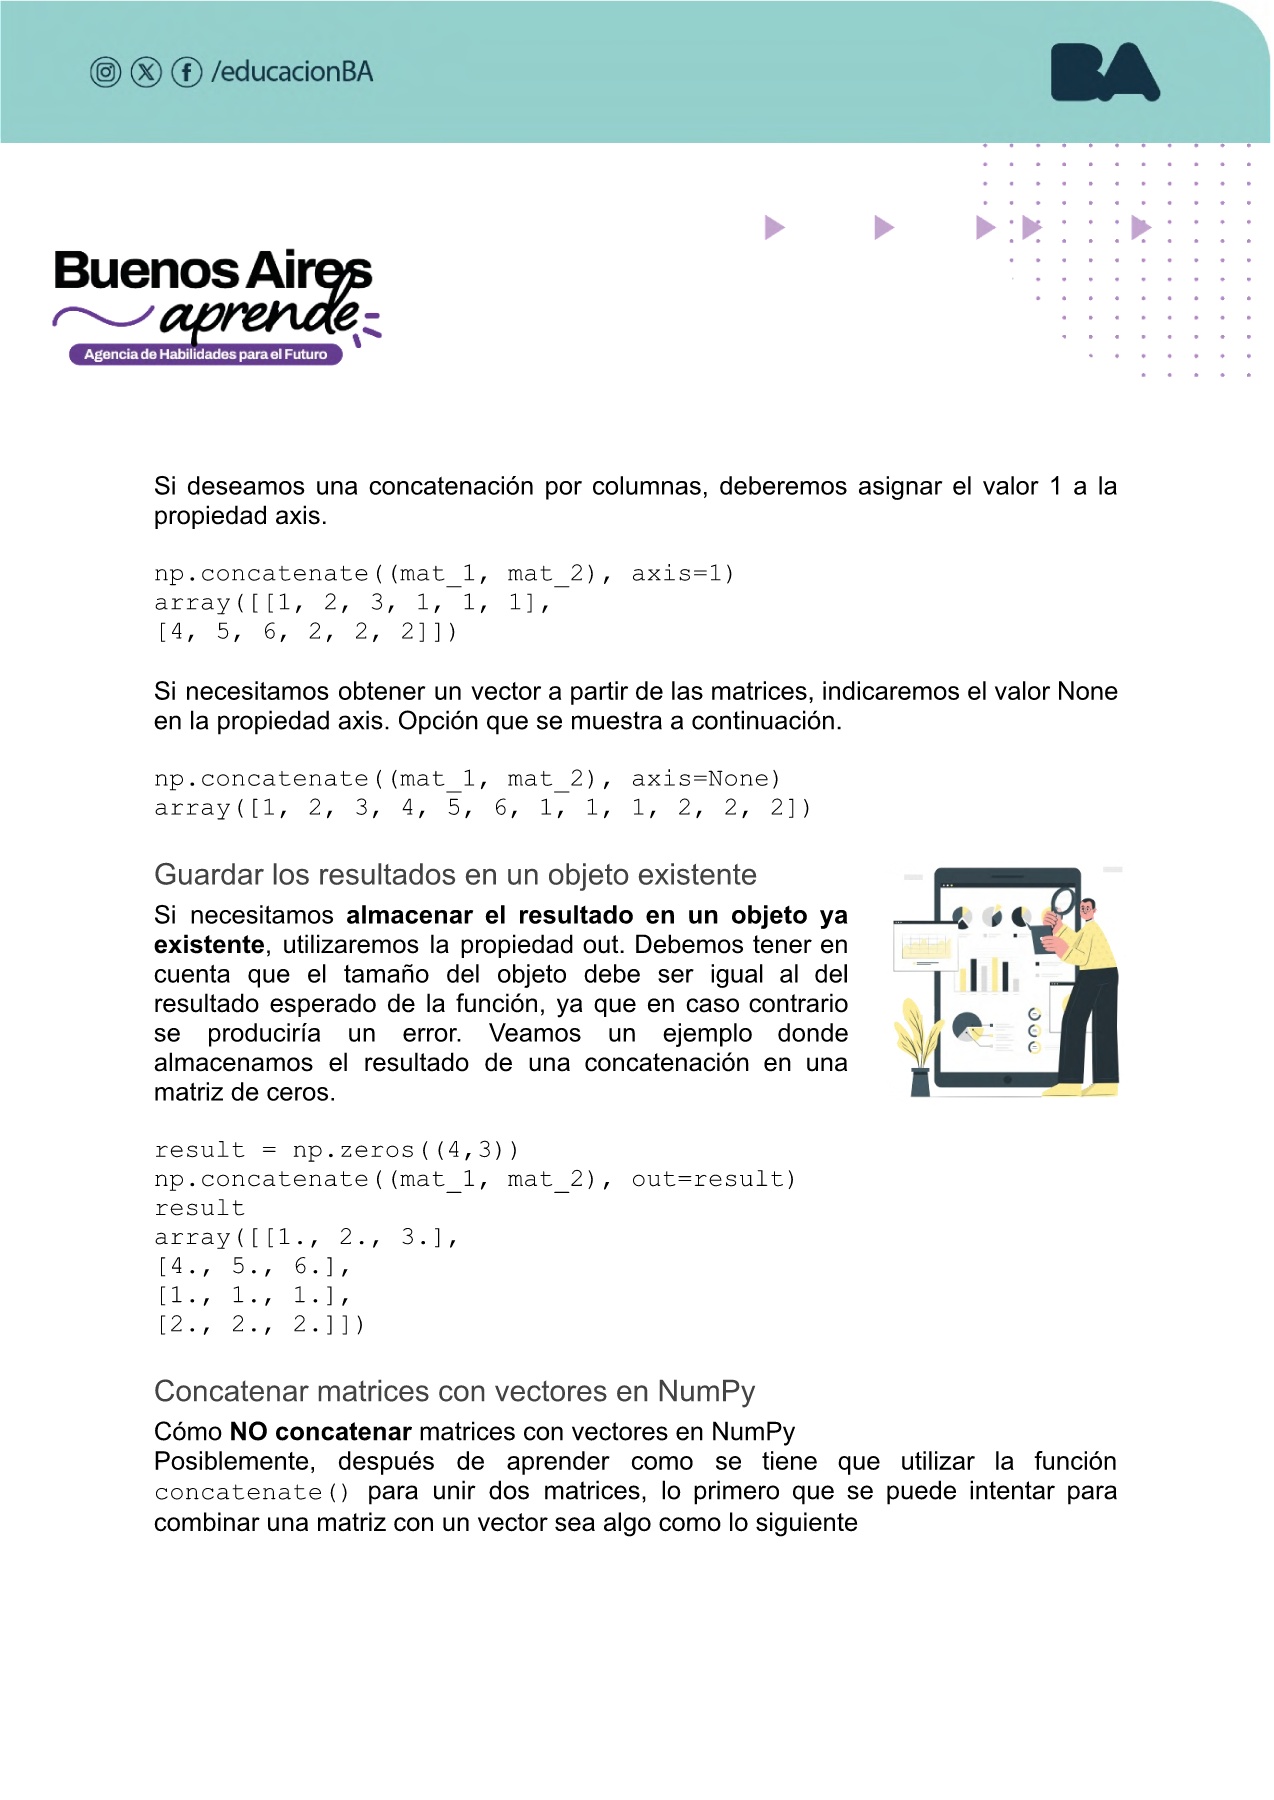 /educacionBA
BA
Buenos Aires
aprende
Agencia de Habilidades para el Futuro
Si deseamos una concatenación por columnas, deberemos asignar el valor 1 a la
propiedad axis.
np.concatenate((mat_1, mat_2), axis=1)
array([[1, 2, 3, 1, 1, 1],
[4, 5, 6, 2, 2, 2]])
Si necesitamos obtener un vector a partir de las matrices, indicaremos el valor None
en la propiedad axis. Opción que se muestra a continuación.
np.concatenate((mat_1, mat_2), axis=None)
array([1, 2, 3, 4, 5, 6, 1, 1, 1, 2, 2, 2])
Guardar los resultados en un objeto existente
Si necesitamos almacenar el resultado en un objeto ya
existente, utilizaremos la propiedad out. Debemos tener en
cuenta que el tamaño del objeto debe ser igual al del
resultado esperado de la función, ya que en caso contrario
se produciría un error. Veamos un ejemplo donde
almacenamos el resultado de una concatenación en una
matriz de ceros.
result = np.zeros((4,3))
np.concatenate((mat_1, mat_2), out=result)
result
array([[1., 2., 3.],
[4., 5., 6.],
[1., 1., 1.],
[2., 2., 2.]])
Concatenar matrices con vectores en NumPy
Cómo NO concatenar matrices con vectores en NumPy
Posiblemente, después de aprender como se tiene que utilizar la función
concatenate() para unir dos matrices, lo primero que se puede intentar para
combinar una matriz con un vector sea algo como lo siguiente